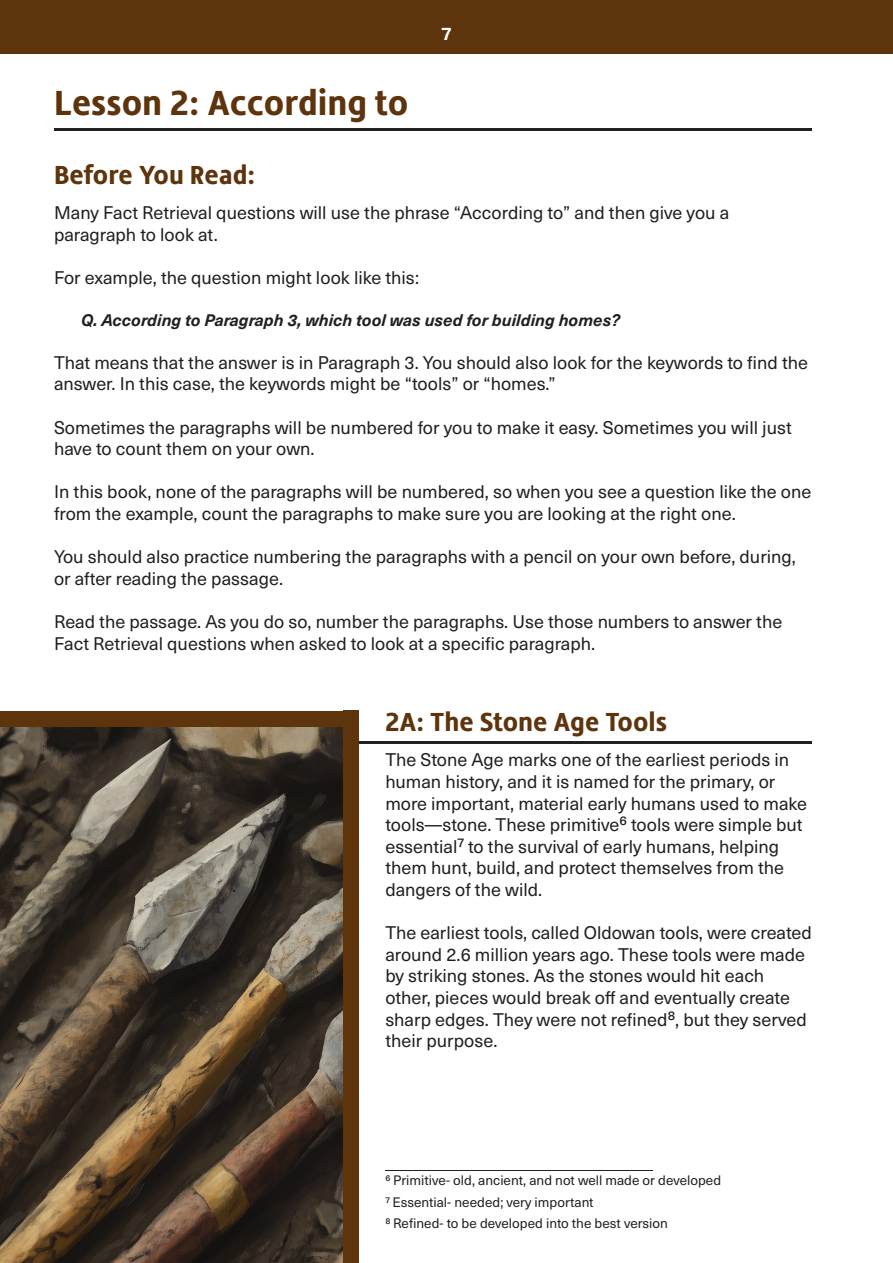 7
Lesson 2: According to
Before You Read:
Many Fact Retrieval questions will use the phrase “According to” and then give you a
paragraph to look at.
For example, the question might look like this:
Q. According to Paragraph 3, which tool was used for building homes?
That means that the answer is in Paragraph 3. You should also look for the keywords to find the
answer. In this case, the keywords might be “tools” or “homes.”
Sometimes the paragraphs will be numbered for you to make it easy. Sometimes you will just
have to count them on your own.
In this book, none of the paragraphs will be numbered, so when you see a question like the one
from the example, count the paragraphs to make sure you are looking at the right one.
You should also practice numbering the paragraphs with a pencil on your own before, during,
or after reading the passage.
Read the passage. As you do so, number the paragraphs. Use those numbers to answer the
Fact Retrieval questions when asked to look at a specific paragraph.
2A: The Stone Age Tools
The Stone Age marks one of the earliest periods in
human history, and it is named for the primary, or
more important, material early humans used to make
tools—stone. These primitive⁶ tools were simple but
essential⁷ to the survival of early humans, helping
them hunt, build, and protect themselves from the
dangers of the wild.
The earliest tools, called Oldowan tools, were created
around 2.6 million years ago. These tools were made
by striking stones. As the stones would hit each
other, pieces would break off and eventually create
sharp edges. They were not refined⁸, but they served
their purpose.
⁶ Primitive- old, ancient, and not well made or developed
⁷ Essential- needed; very important
⁸ Refined- to be developed into the best version